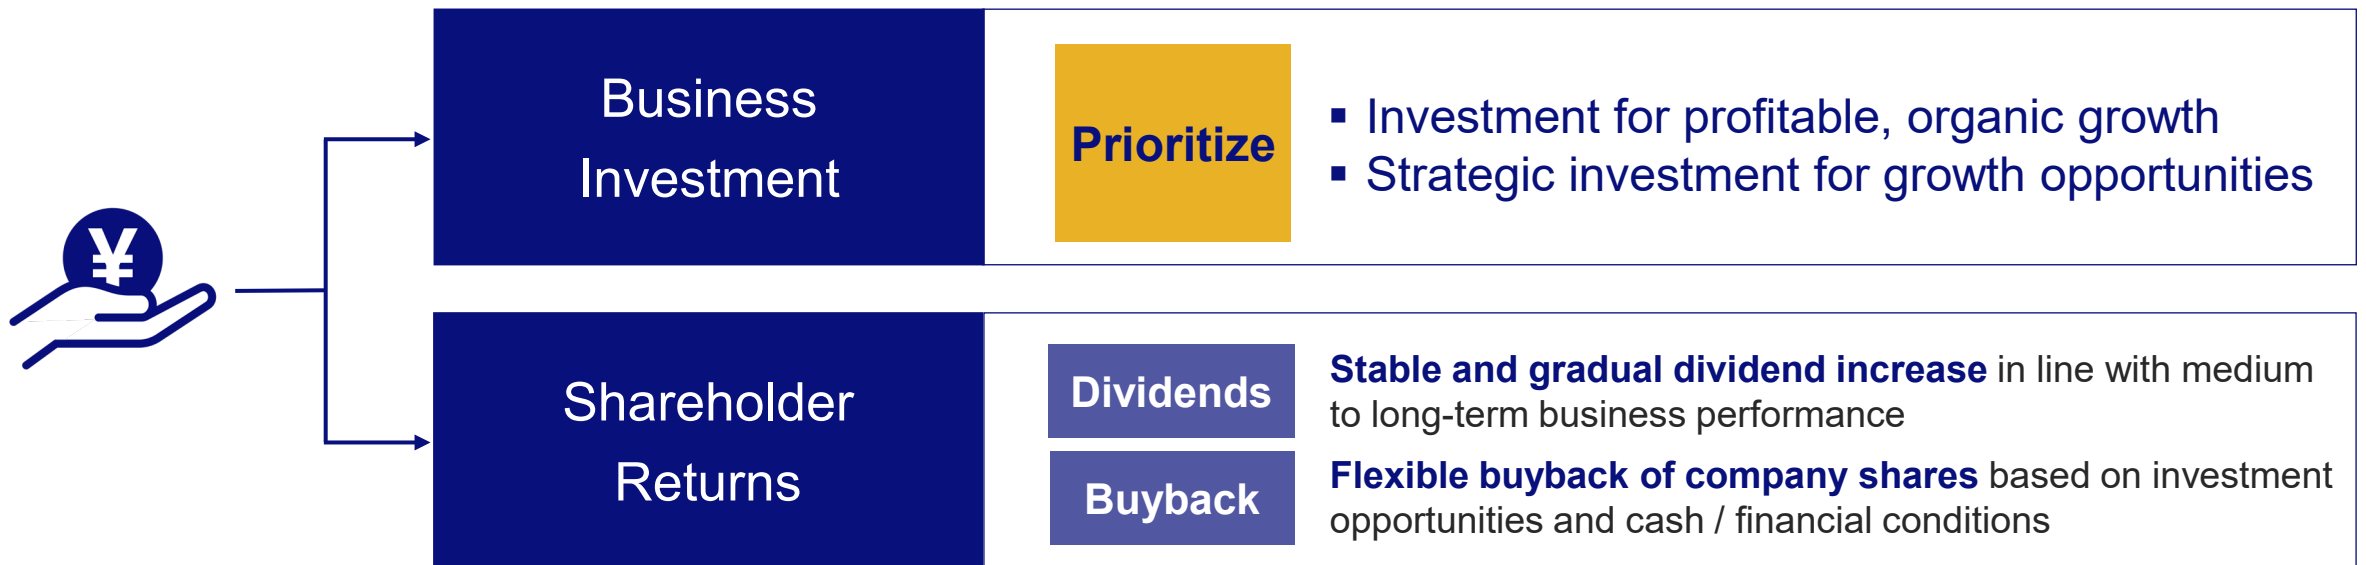 Business
Investment
Prioritize
▪ Investment for profitable, organic growth
▪ Strategic investment for growth opportunities
¥
Shareholder
Returns
Dividends
Stable and gradual dividend increase in line with medium
to long-term business performance
Buyback
Flexible buyback of company shares based on investment
opportunities and cash / financial conditions